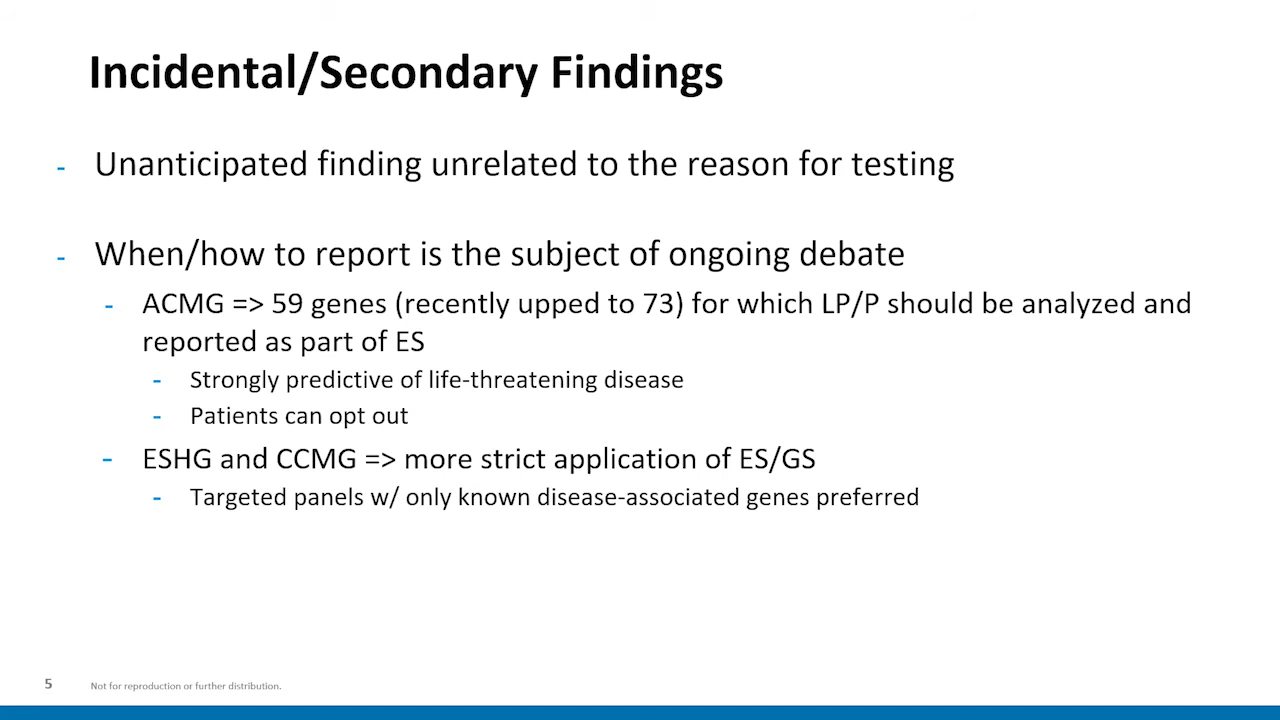 Incidental/Secondary Findings
- Unanticipated finding unrelated to the reason for testing
- When/how to report is the subject of ongoing debate
- ACMG => 59 genes (recently upped to 73) for which LP/P should be analyzed and
reported as part of ES
- Strongly predictive of life-threatening disease
- Patients can opt out
- ESHG and CCMG => more strict application of ES/GS
- Targeted panels w/ only known disease-associated genes preferred
5 Not for reproduction or further distribution.